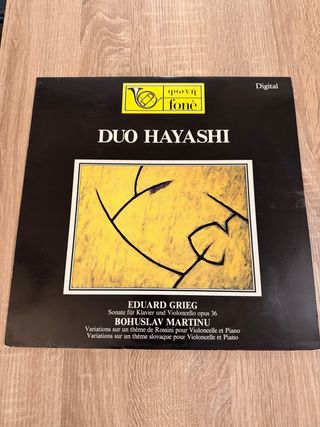 φωνή
fonè
Digital
DUO HAYASHI
EDUARD GRIEG
Sonate für Klavier und Violoncello opus 36
BOHUSLAV MARTINU
Variations sur un thème de Rossini pour Violoncelle et Piano
Variations sur un thème slovaque pour Violoncelle et Piano